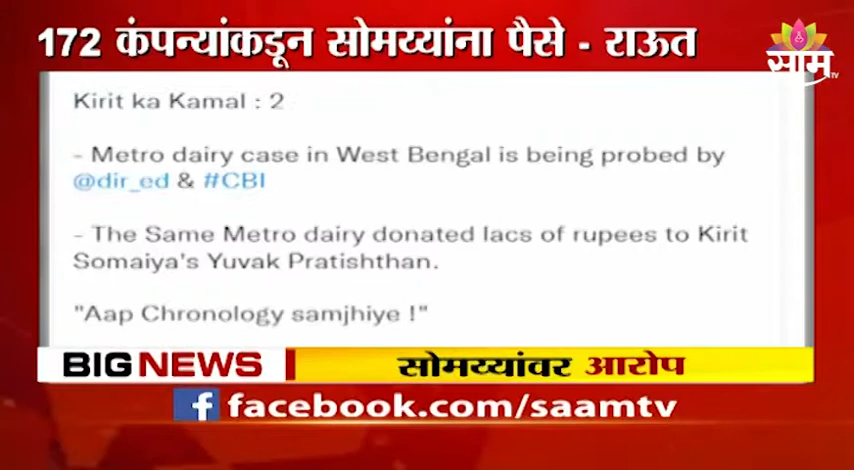 172 कंपन्यांकडून सोमय्यांना पैसे - राऊत
साम
TV
Kirit ka Kamal : 2
- Metro dairy case in West Bengal is being probed by
@dir_ed & #CBI
- The Same Metro dairy donated lacs of rupees to Kirit
Somaiya's Yuvak Pratishthan.
"Aap Chronology samjhiye !"
BIG NEWS
सोमय्यांवर आरोप
f facebook.com/saamtv